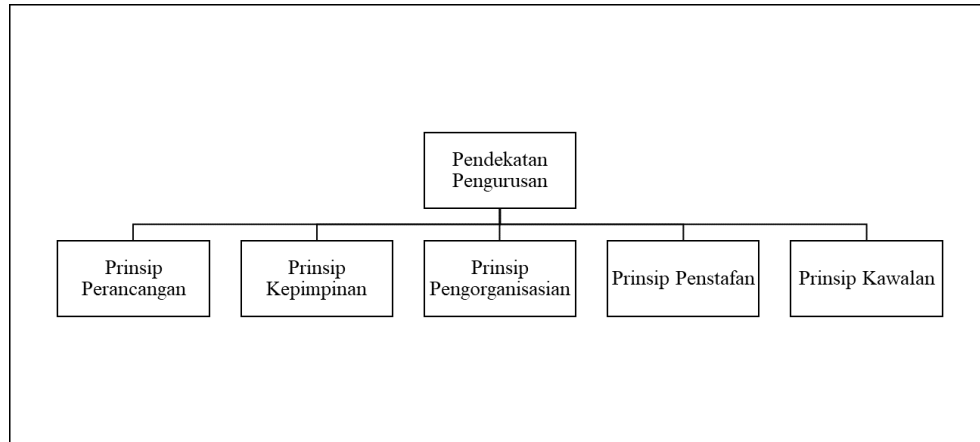 Pendekatan
Pengurusan
Prinsip
Perancangan
Prinsip
Kepimpinan
Prinsip
Pengorganisasian
Prinsip Penstafan
Prinsip Kawalan